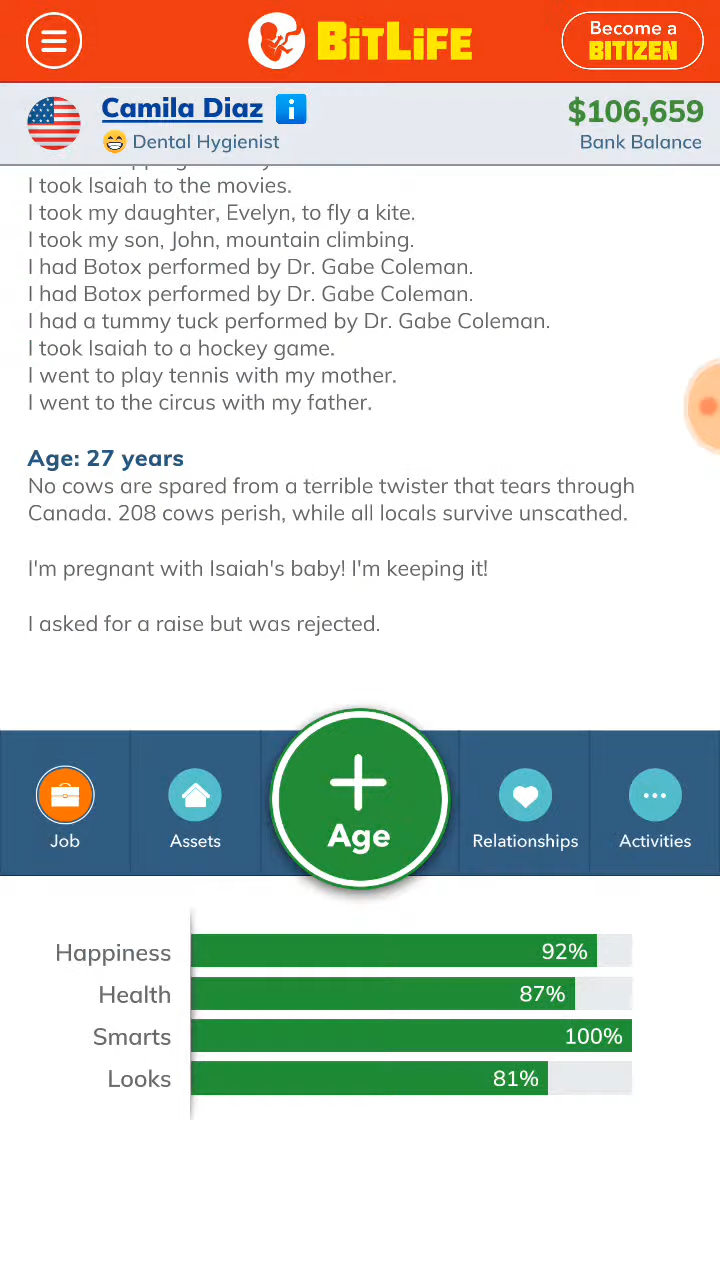 Become a
BiTLiFE
BITIZEN
Camila Diaz i
$106,659
Dental Hygienist
Bank Balance
I took Isaiah to the movies.
I took my daughter, Evelyn, to fly a kite.
I took my son, John, mountain climbing.
I had Botox performed by Dr. Gabe Coleman.
I had Botox performed by Dr. Gabe Coleman.
I had a tummy tuck performed by Dr. Gabe Coleman.
I took Isaiah to a hockey game.
I went to play tennis with my mother.
I went to the circus with my father.
Age: 27 years
No cows are spared from a terrible twister that tears through
Canada. 208 cows perish, while all locals survive unscathed.
I'm pregnant with Isaiah's baby! I'm keeping it!
I asked for a raise but was rejected.
+
Age
Job
Assets
Relationships
Activities
Happiness 92%
Health 87%
Smarts 100%
Looks 81%